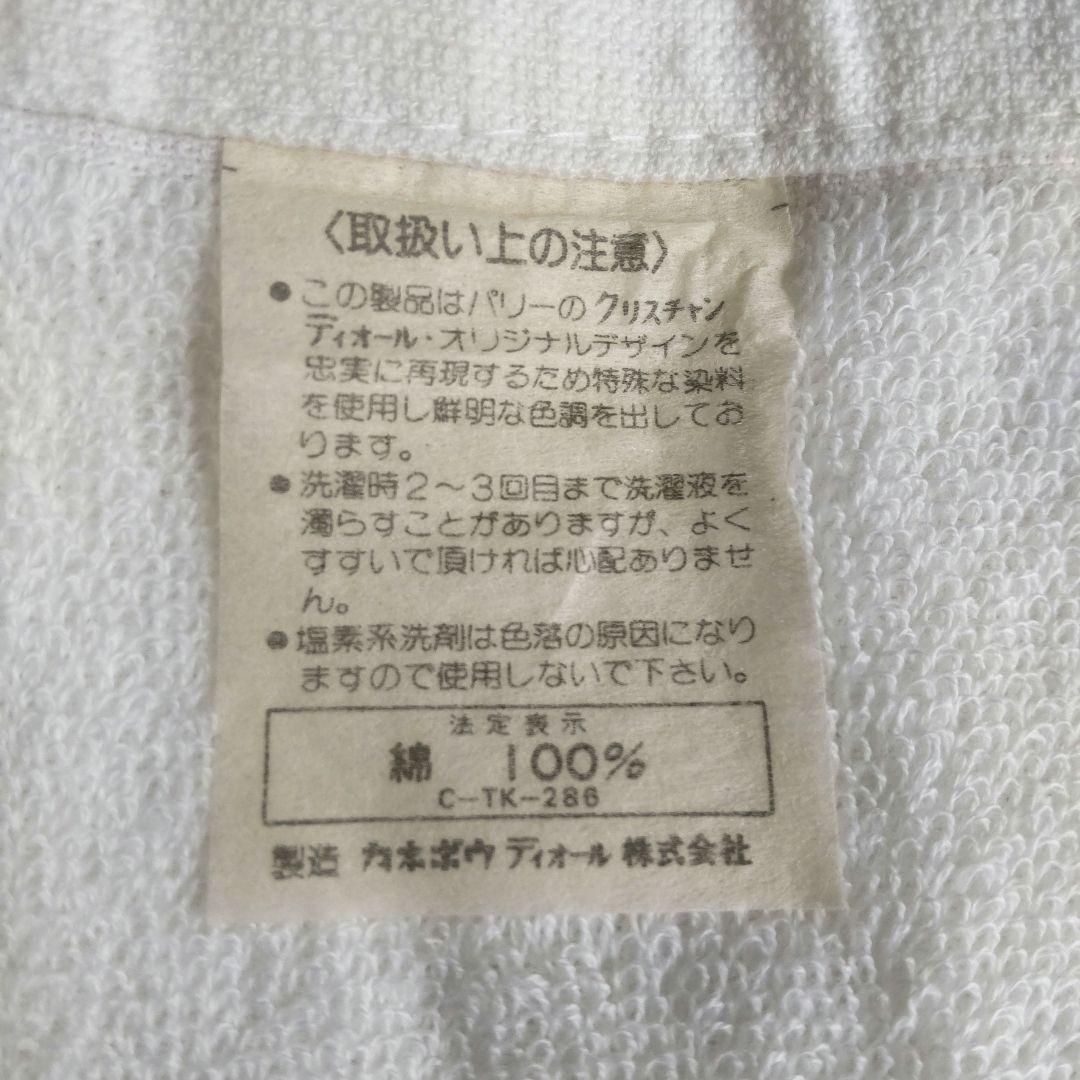 〈取扱い上の注意〉
●この製品はパリーのクリスチャン
ディオール・オリジナルデザインを
忠実に再現するため特殊な染料
を使用し鮮明な色調を出してお
ります。
●洗濯時2～3回目まで洗濯液を
濁らすことがありますが、よく
すすいで頂ければ心配ありませ
ん。
●塩素系洗剤は色落の原因になり
ますので使用しないで下さい。
法定表示
綿 100%
C-TK-286
製造 カネボウ ディオール 株式会社